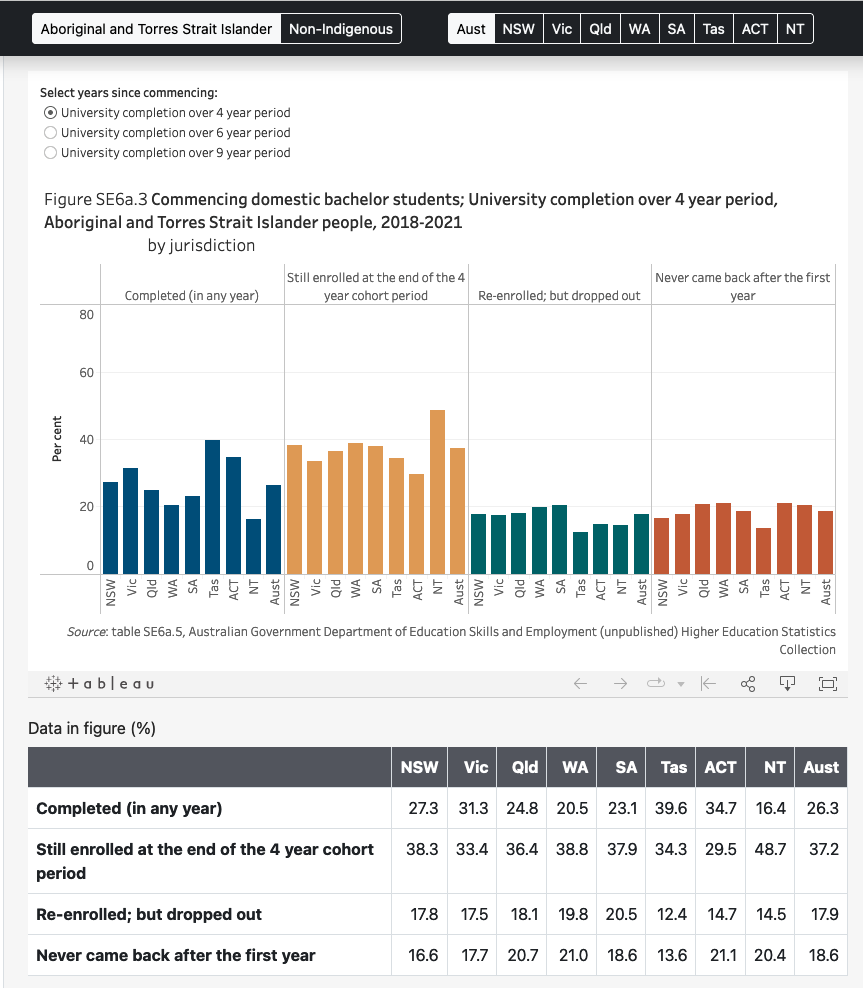 Aboriginal and Torres Strait Islander Non-Indigenous Aust NSW Vic Qld WA SA Tas ACT NT
Select years since commencing:
University completion over 4 year period
University completion over 6 year period
University completion over 9 year period
Figure SE6a.3 Commencing domestic bachelor students; University completion over 4 year period,
Aboriginal and Torres Strait Islander people, 2018-2021
by jurisdiction
Completed (in any year)
Still enrolled at the end of the 4
year cohort period
Re-enrolled; but dropped out
Never came back after the first
year
Per cent
80
60
40
20
0
NSW Vic Qld WA SA Tas ACT NT Aust NSW Vic Qld WA SA Tas ACT NT Aust NSW Vic Qld WA SA Tas ACT NT Aust NSW Vic Qld WA SA Tas ACT NT Aust
Source: table SE6a.5, Australian Government Department of Education Skills and Employment (unpublished) Higher Education Statistics
Collection
+ a b | e a u
Data in figure (%)
NSW Vic Qld WA SA Tas ACT NT Aust
Completed (in any year) 27.3 31.3 24.8 20.5 23.1 39.6 34.7 16.4 26.3
Still enrolled at the end of the 4 year cohort 38.3 33.4 36.4 38.8 37.9 34.3 29.5 48.7 37.2
period
Re-enrolled; but dropped out 17.8 17.5 18.1 19.8 20.5 12.4 14.7 14.5 17.9
Never came back after the first year 16.6 17.7 20.7 21.0 18.6 13.6 21.1 20.4 18.6